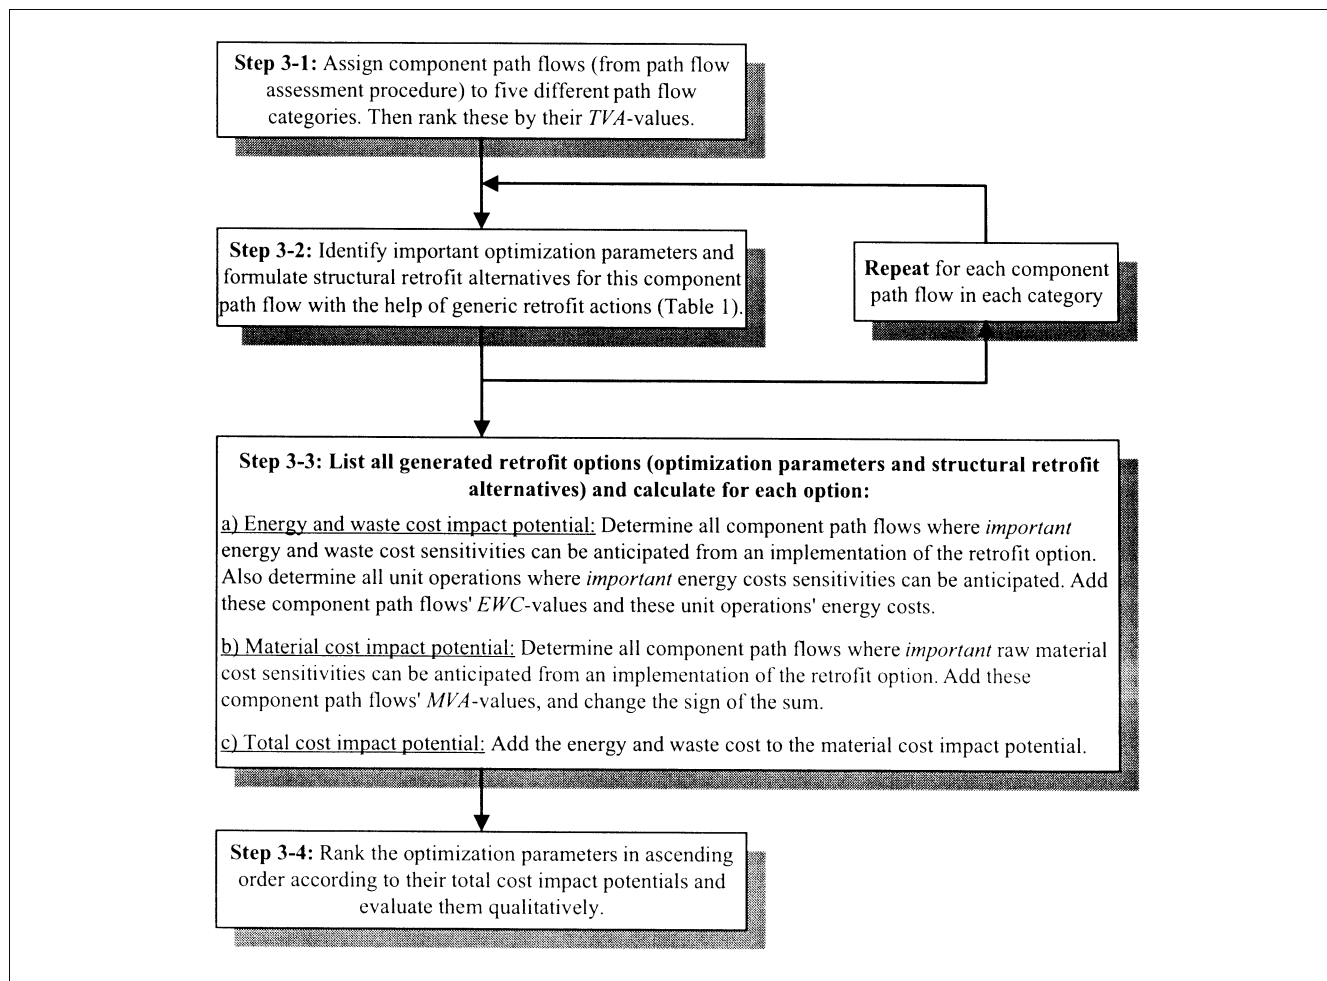 Step 3-1: Assign component path flows (from path flow
assessment procedure) to five different path flow
categories. Then rank these by their TVA-values.
Step 3-2: Identify important optimization parameters and
formulate structural retrofit alternatives for this component
path flow with the help of generic retrofit actions (Table 1).
Repeat for each component
path flow in each category
Step 3-3: List all generated retrofit options (optimization parameters and structural retrofit
alternatives) and calculate for each option:
a) Energy and waste cost impact potential: Determine all component path flows where important
energy and waste cost sensitivities can be anticipated from an implementation of the retrofit option.
Also determine all unit operations where important energy costs sensitivities can be anticipated. Add
these component path flows' EWC-values and these unit operations' energy costs.
b) Material cost impact potential: Determine all component path flows where important raw material
cost sensitivities can be anticipated from an implementation of the retrofit option. Add these
component path flows' MVA-values, and change the sign of the sum.
c) Total cost impact potential: Add the energy and waste cost to the material cost impact potential.
Step 3-4: Rank the optimization parameters in ascending
order according to their total cost impact potentials and
evaluate them qualitatively.